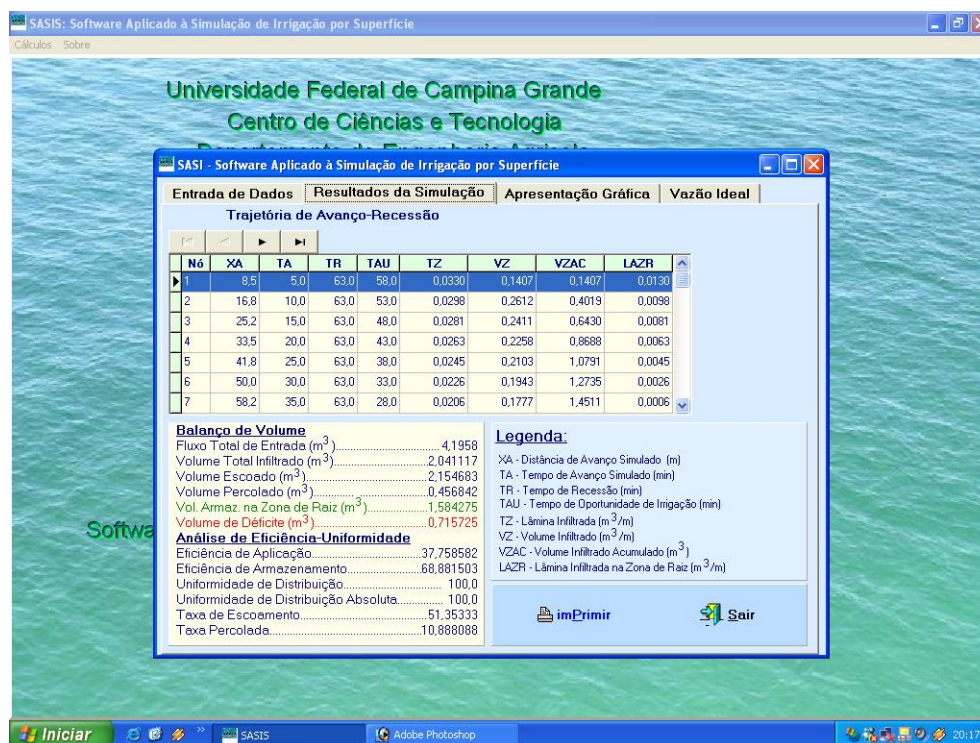 SASIS: Software Aplicado à Simulação de Irrigação por Superfície
Cálculos Sobre
Universidade Federal de Campina Grande
Centro de Ciências e Tecnologia
Departamento de Engenharia Agrícola
SASI - Software Aplicado à Simulação de Irrigação por Superfície
Entrada de Dados Resultados da Simulação Apresentação Gráfica Vazão Ideal
Trajetória de Avanço-Recessão
Nó XA TA TR TAU TZ VZ VZAC LAZR
1 8,5 5,0 63,0 58,0 0,0330 0,1407 0,1407 0,0130
2 16,8 10,0 63,0 53,0 0,0298 0,2612 0,4019 0,0098
3 25,2 15,0 63,0 48,0 0,0281 0,2411 0,6430 0,0081
4 33,5 20,0 63,0 43,0 0,0263 0,2258 0,8688 0,0063
5 41,8 25,0 63,0 38,0 0,0245 0,2103 1,0791 0,0045
6 50,0 30,0 63,0 33,0 0,0226 0,1943 1,2735 0,0026
7 58,2 35,0 63,0 28,0 0,0206 0,1777 1,4511 0,0006
Balanço de Volume
Fluxo Total de Entrada (m³)............................4,1958
Volume Total Infiltrado (m³)............................2,041117
Volume Escoado (m³)............................2,154683
Volume Percolado (m³)............................0,456842
Vol. Armaz. na Zona de Raiz (m³)....................1,584275
Volume de Déficite (m³)............................0,715725
Análise de Eficiência-Uniformidade
Eficiência de Aplicação............................37,758582
Eficiência de Armazenamento....................68,881503
Uniformidade de Distribuição.................... 100,0
Uniformidade de Distribuição Absoluta............ 100,0
Taxa de Escoamento............................51,35333
Taxa Percolada............................10,888088
Legenda:
XA - Distância de Avanço Simulado (m)
TA - Tempo de Avanço Simulado (min)
TR - Tempo de Recessão (min)
TAU - Tempo de Oportunidade de Irrigação (min)
TZ - Lâmina Infiltrada (m³/m)
VZ - Volume Infiltrado (m³/m)
VZAC - Volume Infiltrado Acumulado (m³)
LAZR - Lâmina Infiltrada na Zona de Raiz (m³/m)
imPrimir Sair
Softwa
Iniciar SASIS Adobe Photoshop 20:17